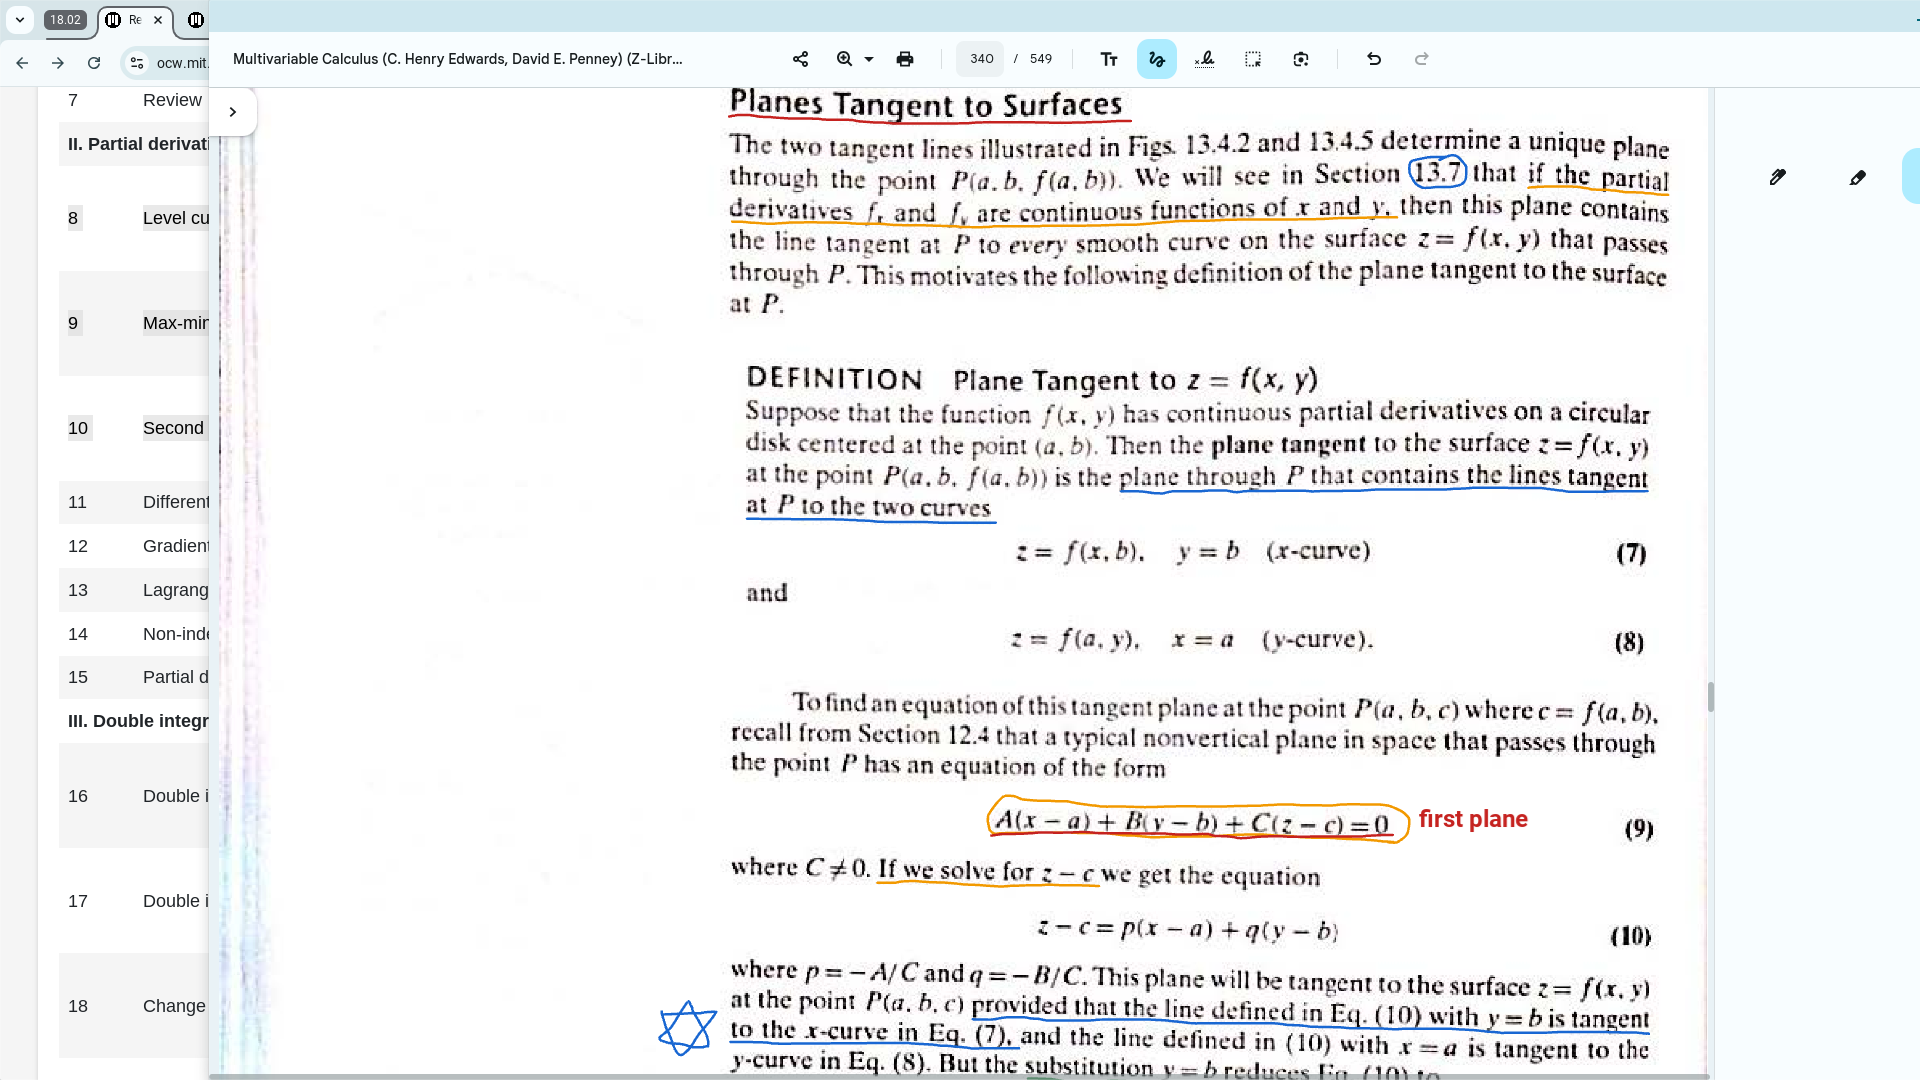 18.02
Re
ocw.mit.
Multivariable Calculus (C. Henry Edwards, David E. Penney) (Z-Libr...
340 / 549
7 Review
II. Partial derivati
8 Level cu
9 Max-min
10 Second
11 Different
12 Gradient
13 Lagrang
14 Non-inde
15 Partial d
III. Double integr
16 Double i
17 Double i
18 Change
Planes Tangent to Surfaces
The two tangent lines illustrated in Figs. 13.4.2 and 13.4.5 determine a unique plane
through the point P(a, b, f(a, b)). We will see in Section 13.7 that if the partial
derivatives fx and fy are continuous functions of x and y, then this plane contains
the line tangent at P to every smooth curve on the surface z = f(x, y) that passes
through P. This motivates the following definition of the plane tangent to the surface
at P.
DEFINITION Plane Tangent to z = f(x, y)
Suppose that the function f(x, y) has continuous partial derivatives on a circular
disk centered at the point (a, b). Then the plane tangent to the surface z = f(x, y)
at the point P(a, b, f(a, b)) is the plane through P that contains the lines tangent
at P to the two curves
z = f(x, b), y = b (x-curve) (7)
and
z = f(a, y), x = a (y-curve). (8)
To find an equation of this tangent plane at the point P(a, b, c) where c = f(a, b),
recall from Section 12.4 that a typical nonvertical plane in space that passes through
the point P has an equation of the form
A(x − a) + B(y − b) + C(z − c) = 0 first plane (9)
where C ≠ 0. If we solve for z − c we get the equation
z − c = p(x − a) + q(y − b) (10)
where p = −A/C and q = −B/C. This plane will be tangent to the surface z = f(x, y)
at the point P(a, b, c) provided that the line defined in Eq. (10) with y = b is tangent
to the x-curve in Eq. (7), and the line defined in (10) with x = a is tangent to the
y-curve in Eq. (8). But the substitution y = b reduces Eq. (10) to